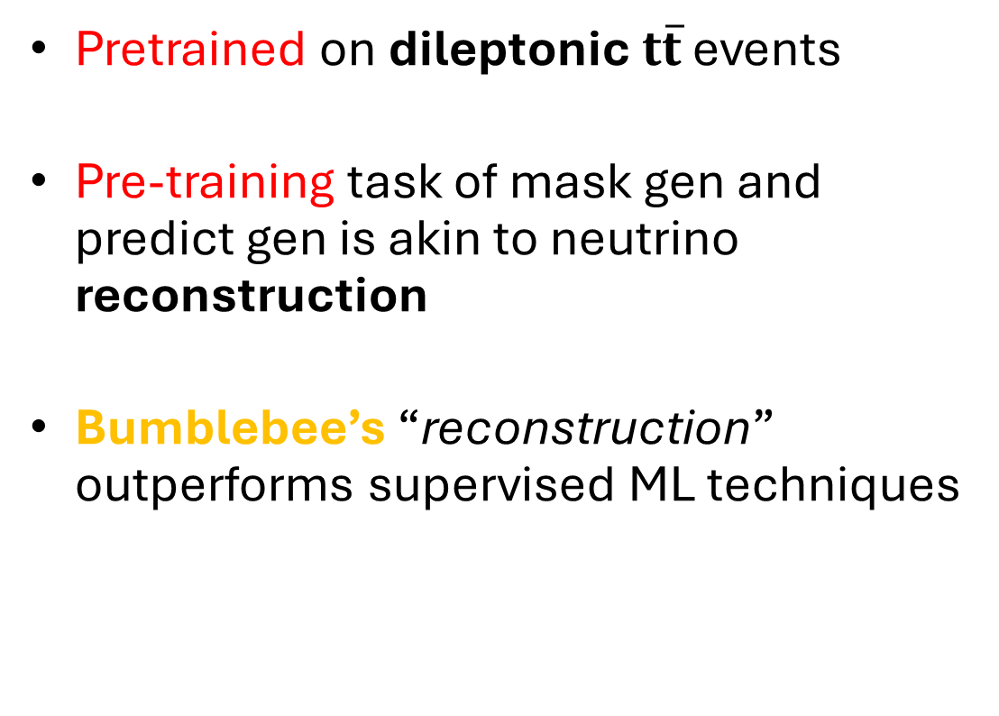 • Pretrained on dileptonic tt̄ events
• Pre-training task of mask gen and
predict gen is akin to neutrino
reconstruction
• Bumblebee’s “reconstruction”
outperforms supervised ML techniques